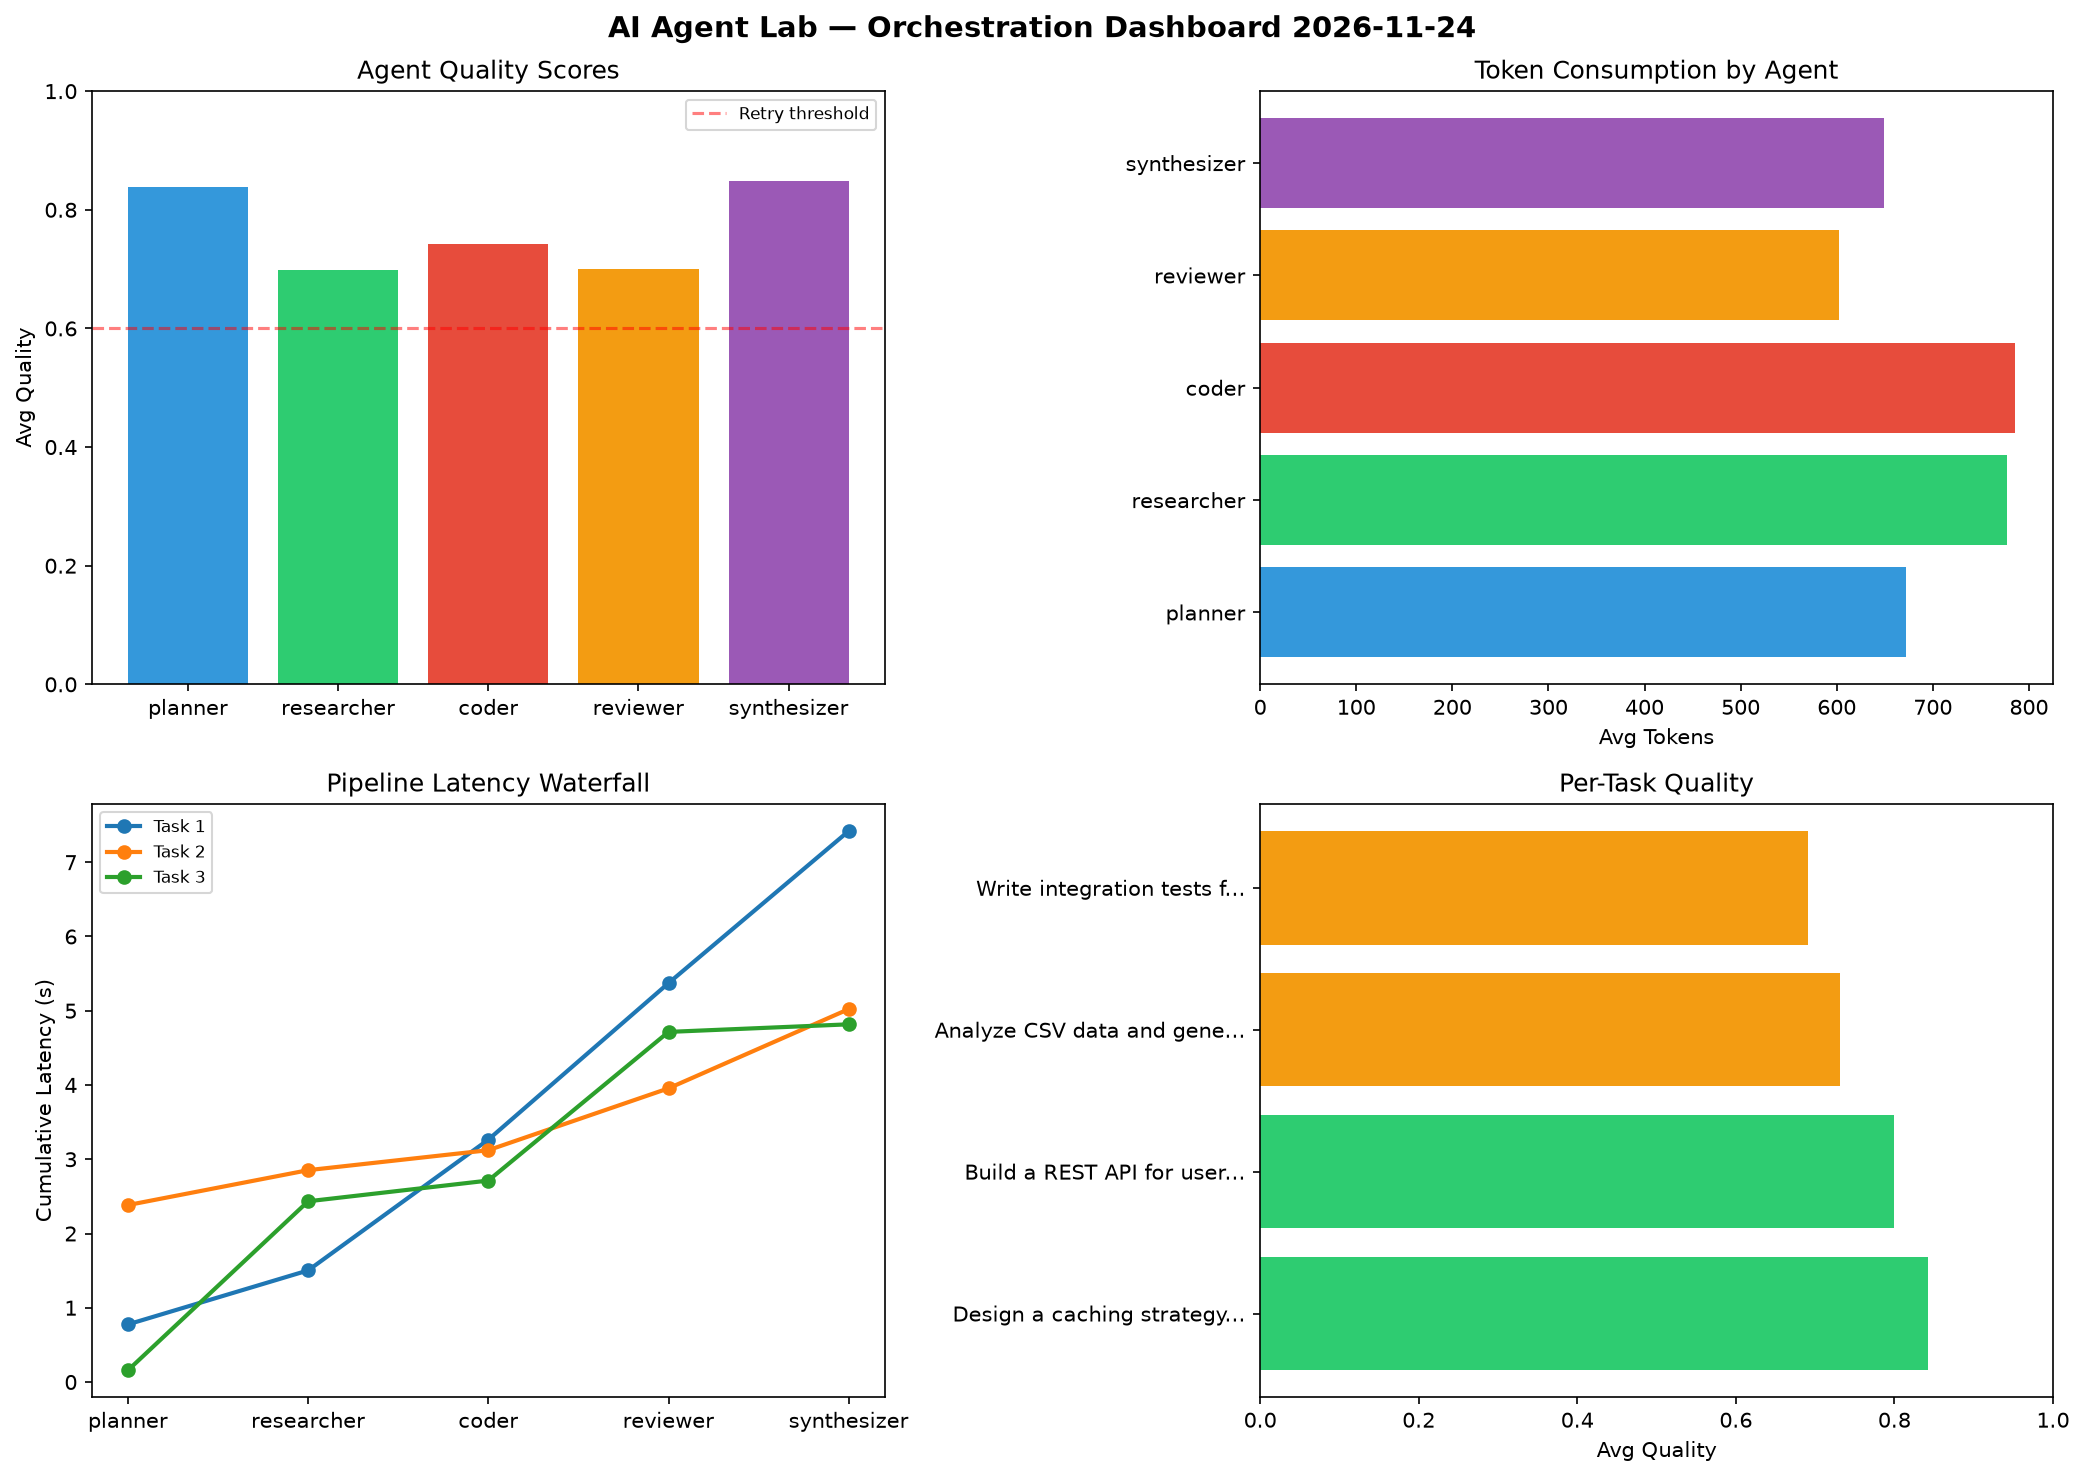 AI Agent Lab — Orchestration Dashboard 2026-11-24
Agent Quality Scores
Retry threshold
1.0
0.8
0.6
0.4
0.2
0.0
Avg Quality
planner researcher coder reviewer synthesizer
Token Consumption by Agent
synthesizer
reviewer
coder
researcher
planner
0 100 200 300 400 500 600 700 800
Avg Tokens
Pipeline Latency Waterfall
Task 1
Task 2
Task 3
7
6
5
4
3
2
1
0
Cumulative Latency (s)
planner researcher coder reviewer synthesizer
Per-Task Quality
Write integration tests f...
Analyze CSV data and gene...
Build a REST API for user...
Design a caching strategy...
0.0 0.2 0.4 0.6 0.8 1.0
Avg Quality